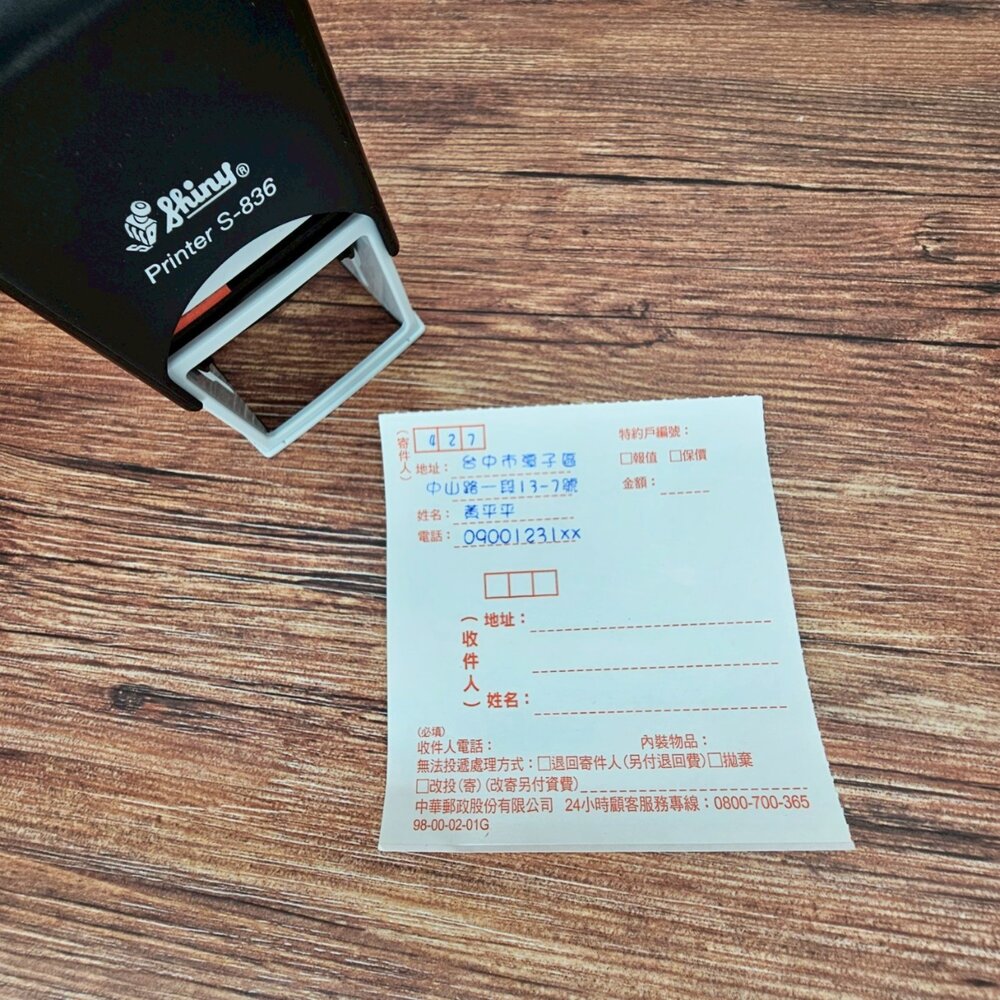 Shiny®
Printer S-836
(寄件人)
427
地址：台中市潭子區
中山路一段13-7號
姓名：黃平平
電話：09001231xx
特約戶編號：
□報值 □保價
金額：
(收件人)
地址：
姓名：
(必填)
收件人電話： 內裝物品：
無法投遞處理方式：□退回寄件人(另付退回費)□拋棄
□改投(寄)(改寄另付資費)
中華郵政股份有限公司 24小時顧客服務專線：0800-700-365
98-00-02-01G